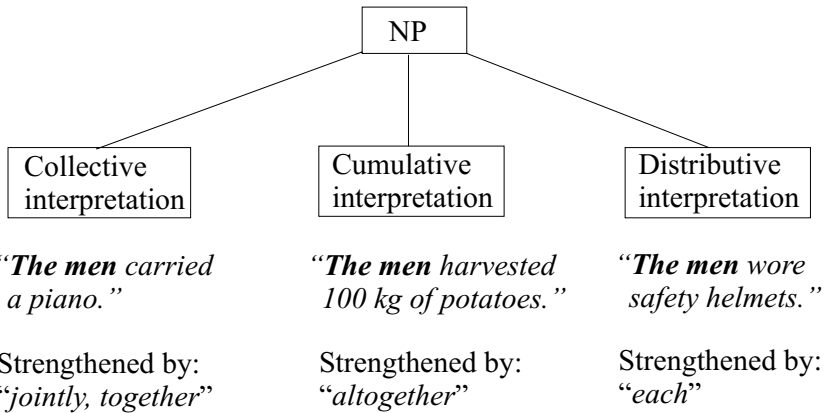 NP
Collective
interpretation
Cumulative
interpretation
Distributive
interpretation
“The men carried
a piano.”
“The men harvested
100 kg of potatoes.”
“The men wore
safety helmets.”
Strengthened by:
“jointly, together”
Strengthened by:
“altogether”
Strengthened by:
“each”